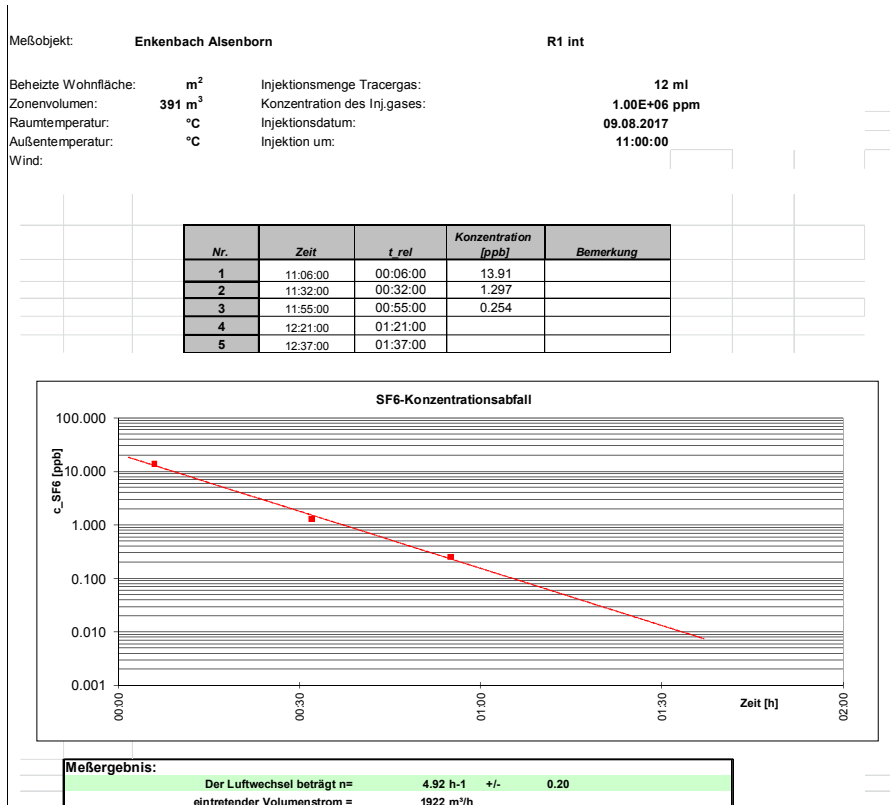 Meßobjekt: Enkenbach Alsenborn R1 int
Beheizte Wohnfläche: m² Injektionsmenge Tracergas: 12 ml
Zonenvolumen: 391 m³ Konzentration des Inj.gases: 1.00E+06 ppm
Raumtemperatur: °C Injektionsdatum: 09.08.2017
Außentemperatur: °C Injektion um: 11:00:00
Wind:
Nr. Zeit t_rel Konzentration [ppb] Bemerkung
1 11:06:00 00:06:00 13.91
2 11:32:00 00:32:00 1.297
3 11:55:00 00:55:00 0.254
4 12:21:00 01:21:00
5 12:37:00 01:37:00
SF6-Konzentrationsabfall
c_SF6 [ppb]
100.000
10.000
1.000
0.100
0.010
0.001
00:00 00:30 01:00 01:30 02:00
Zeit [h]
Meßergebnis:
Der Luftwechsel beträgt n= 4.92 h-1 +/- 0.20
eintretender Volumenstrom = 1922 m³/h